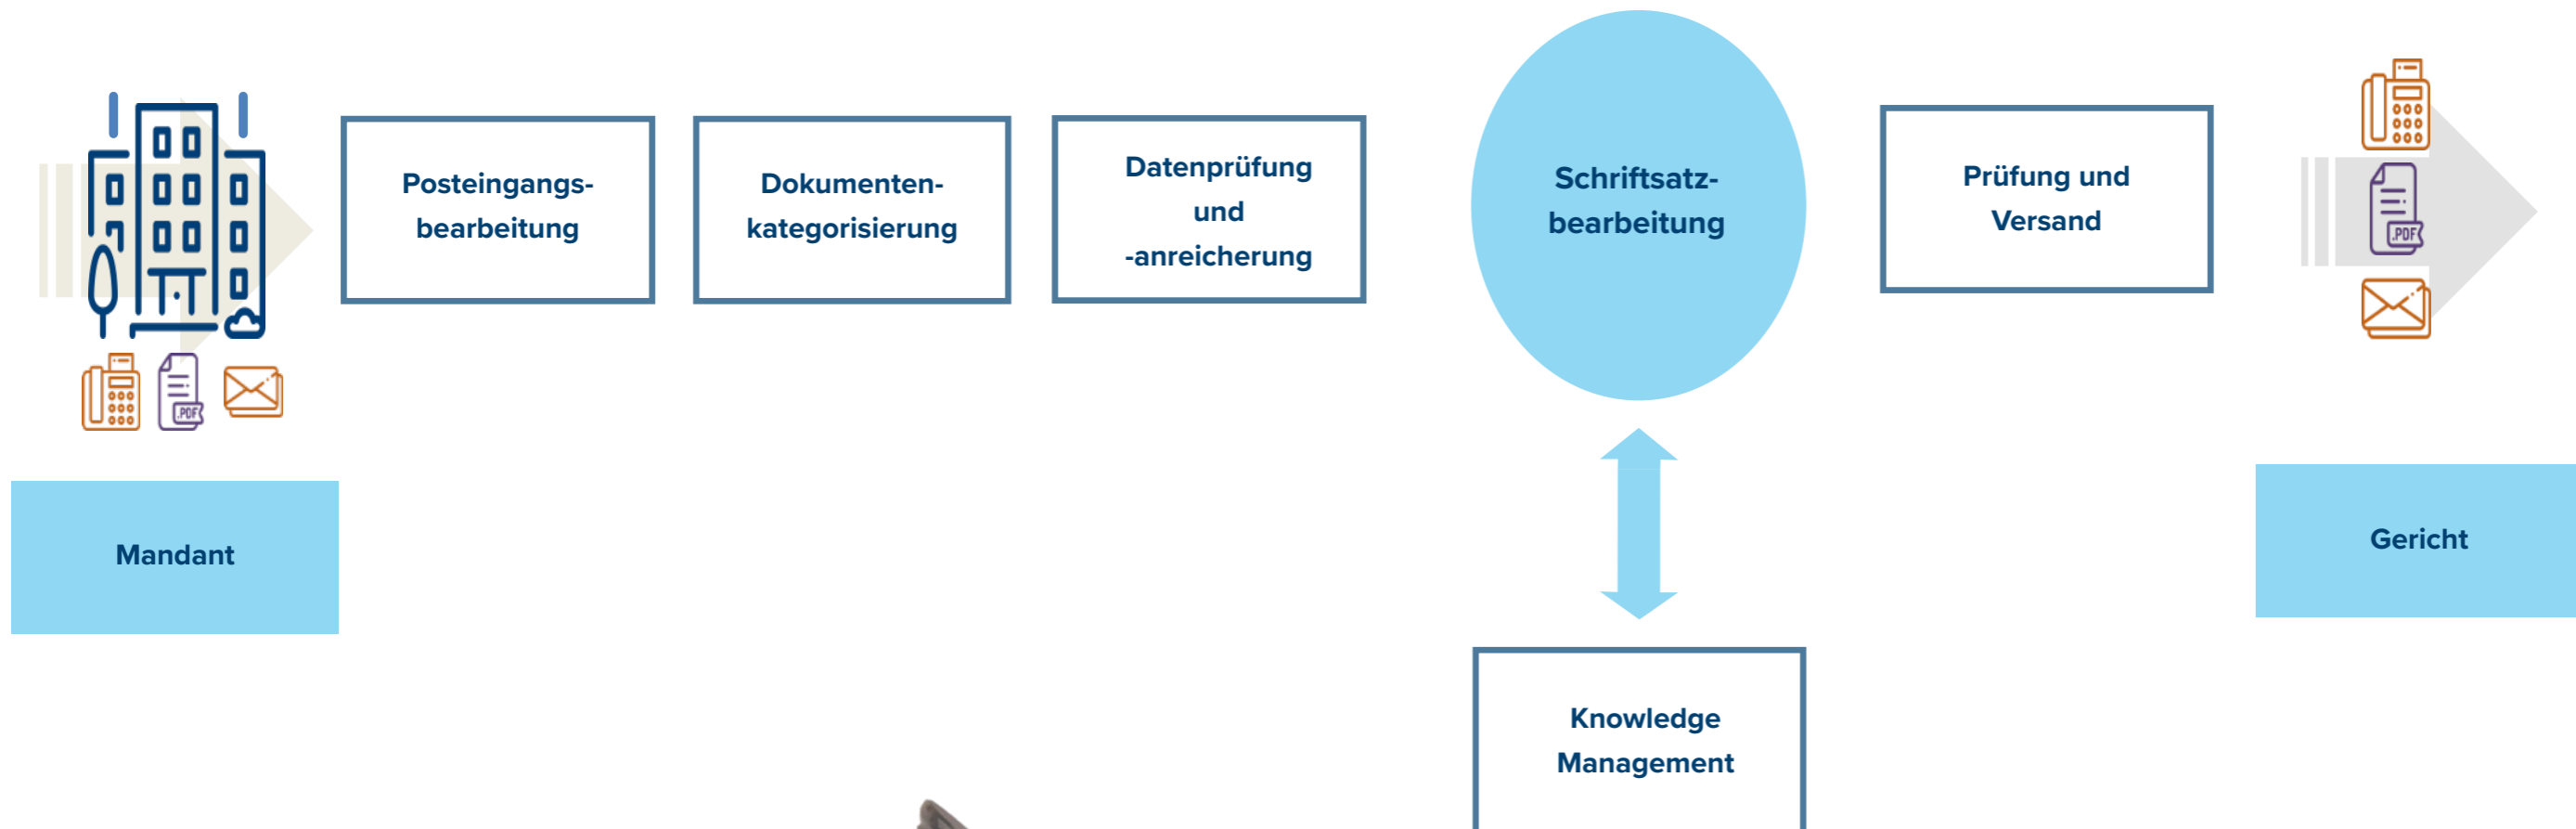 Posteingangs-
bearbeitung
Dokumenten-
kategorisierung
Datenprüfung
und
-anreicherung
Schriftsatz-
bearbeitung
Prüfung und
Versand
.PDF
.PDF
Mandant
Gericht
Knowledge
Management